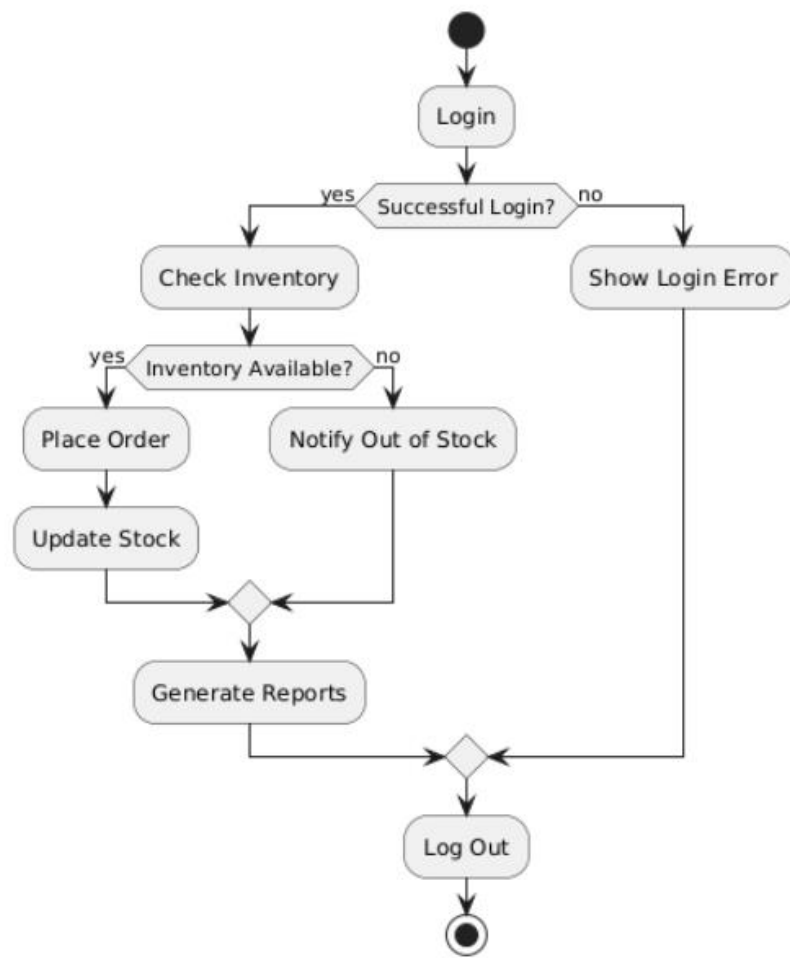 Login
yes
Successful Login?
no
Check Inventory
Show Login Error
yes
Inventory Available?
no
Place Order
Notify Out of Stock
Update Stock
Generate Reports
Log Out